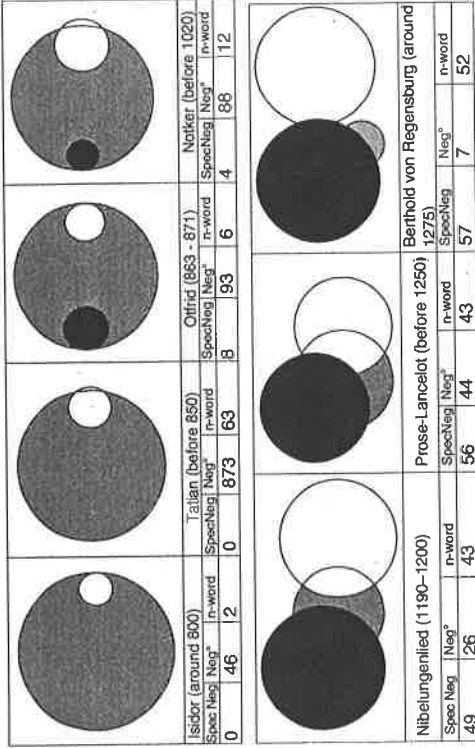 Isidor (around 800) Tatian (before 850) Otfrid (863 - 871) Notker (before 1020)
Spec Neg Neg° n-word SpecNeg Neg° n-word SpecNeg Neg° n-word SpecNeg Neg° n-word
0 46 12 0 873 63 8 93 6 4 88 12
Nibelungenlied (1190–1200) Prose-Lancelot (before 1250) Berthold von Regensburg (around
1275)
Spec Neg Neg° n-word SpecNeg Neg° n-word SpecNeg Neg° n-word
49 26 43 56 44 43 57 7 52